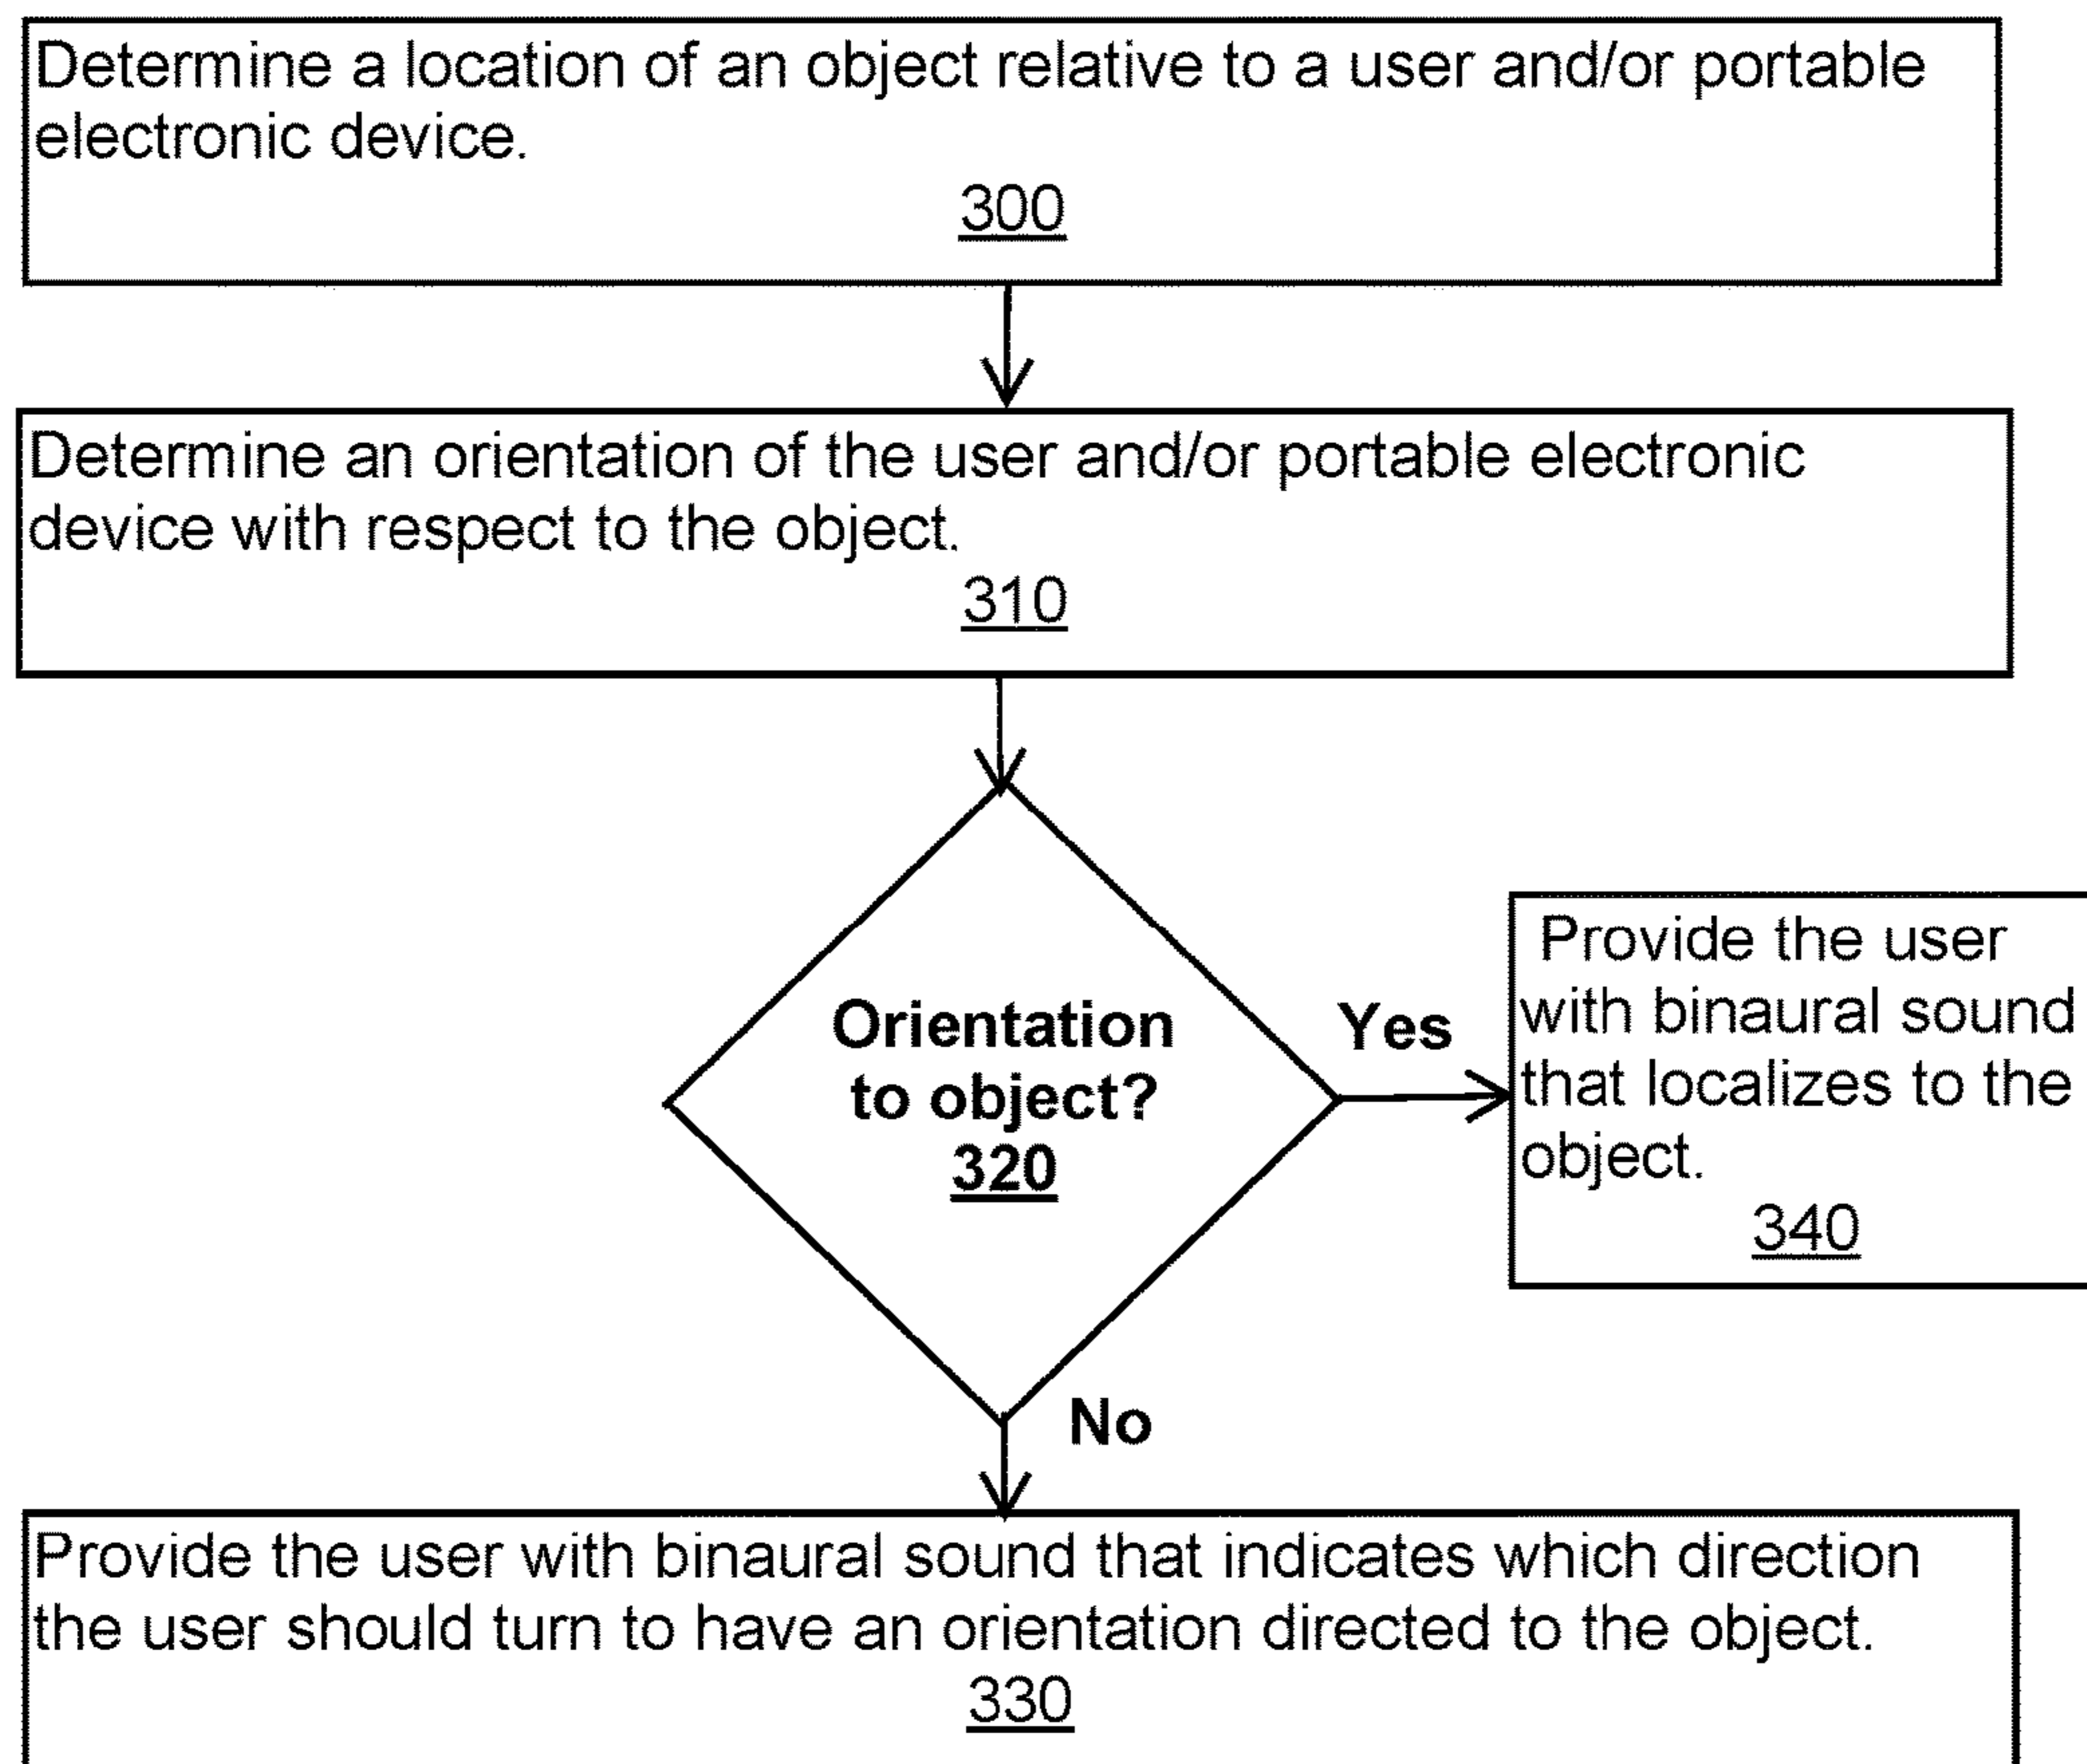 Determine a location of an object relative to a user and/or portable
electronic device.
300
Determine an orientation of the user and/or portable electronic
device with respect to the object.
310
Orientation
to object?
320
Yes
Provide the user
with binaural sound
that localizes to the
object.
340
No
Provide the user with binaural sound that indicates which direction
the user should turn to have an orientation directed to the object.
330